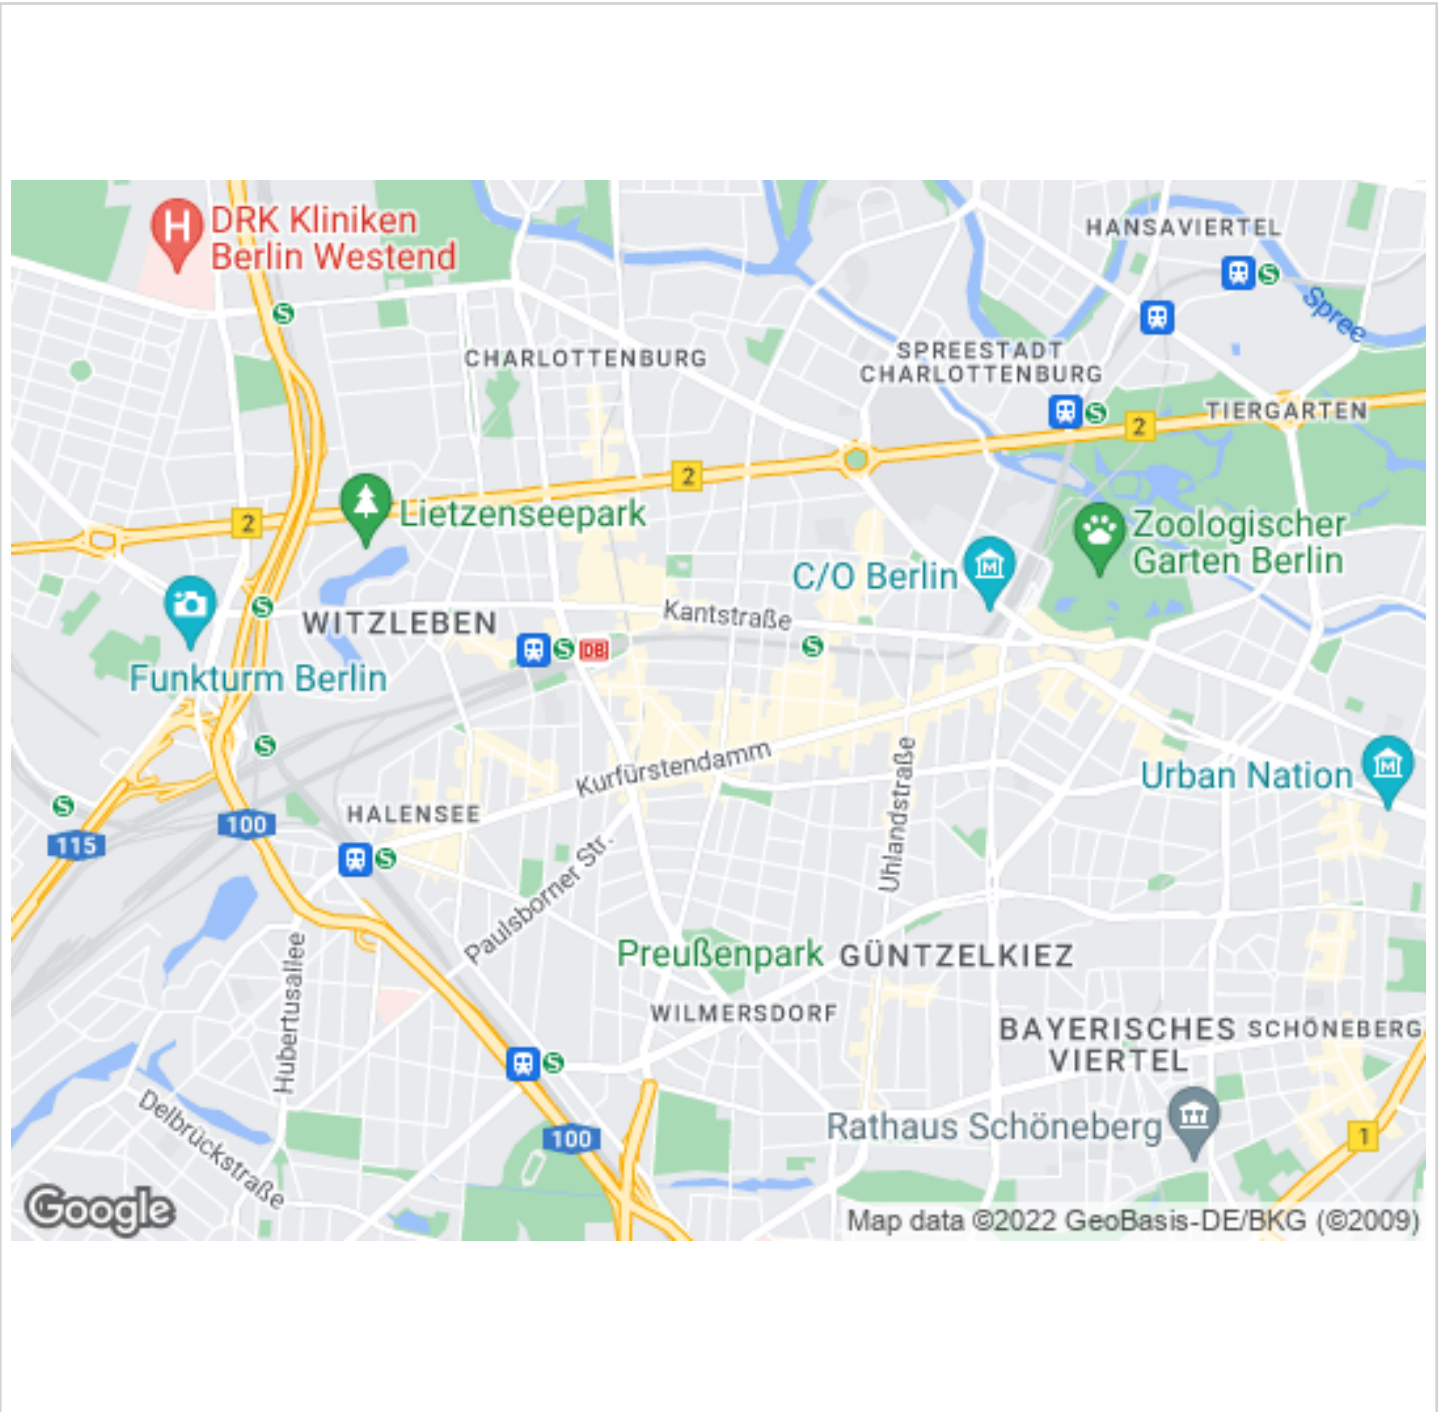 DRK Kliniken
Berlin Westend
HANSAVIERTEL
S
S
Spree
CHARLOTTENBURG
SPREESTADT
CHARLOTTENBURG
S
2
TIERGARTEN
2
2
Lietzenseepark
Zoologischer
Garten Berlin
C/O Berlin
S
WITZLEBEN
Kantstraße
S
DB
S
Funkturm Berlin
S
Kurfürstendamm
Uhlandstraße
Urban Nation
S
HALENSEE
100
115
S
Paulsborner Str.
Hubertusallee
Preußenpark
GÜNTZELKIEZ
WILMERSDORF
BAYERISCHES
VIERTEL
SCHÖNEBERG
S
Delbrückstraße
100
Rathaus Schöneberg
1
Google
Map data ©2022 GeoBasis-DE/BKG (©2009)